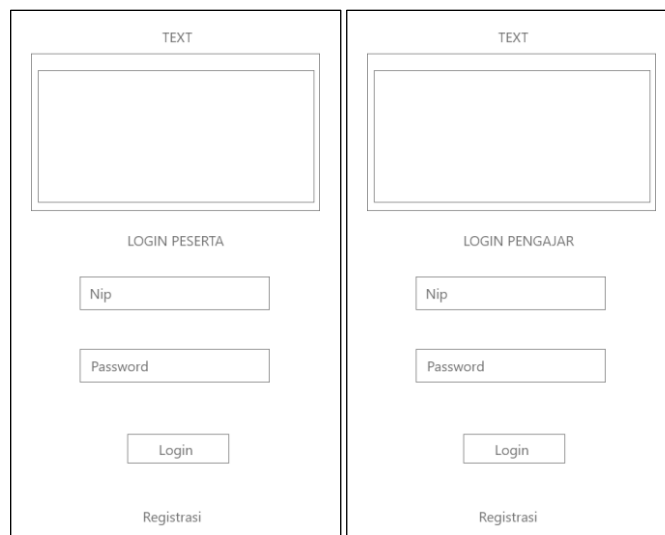 TEXT
LOGIN PESERTA
Nip
Password
Login
Registrasi
TEXT
LOGIN PENGAJAR
Nip
Password
Login
Registrasi